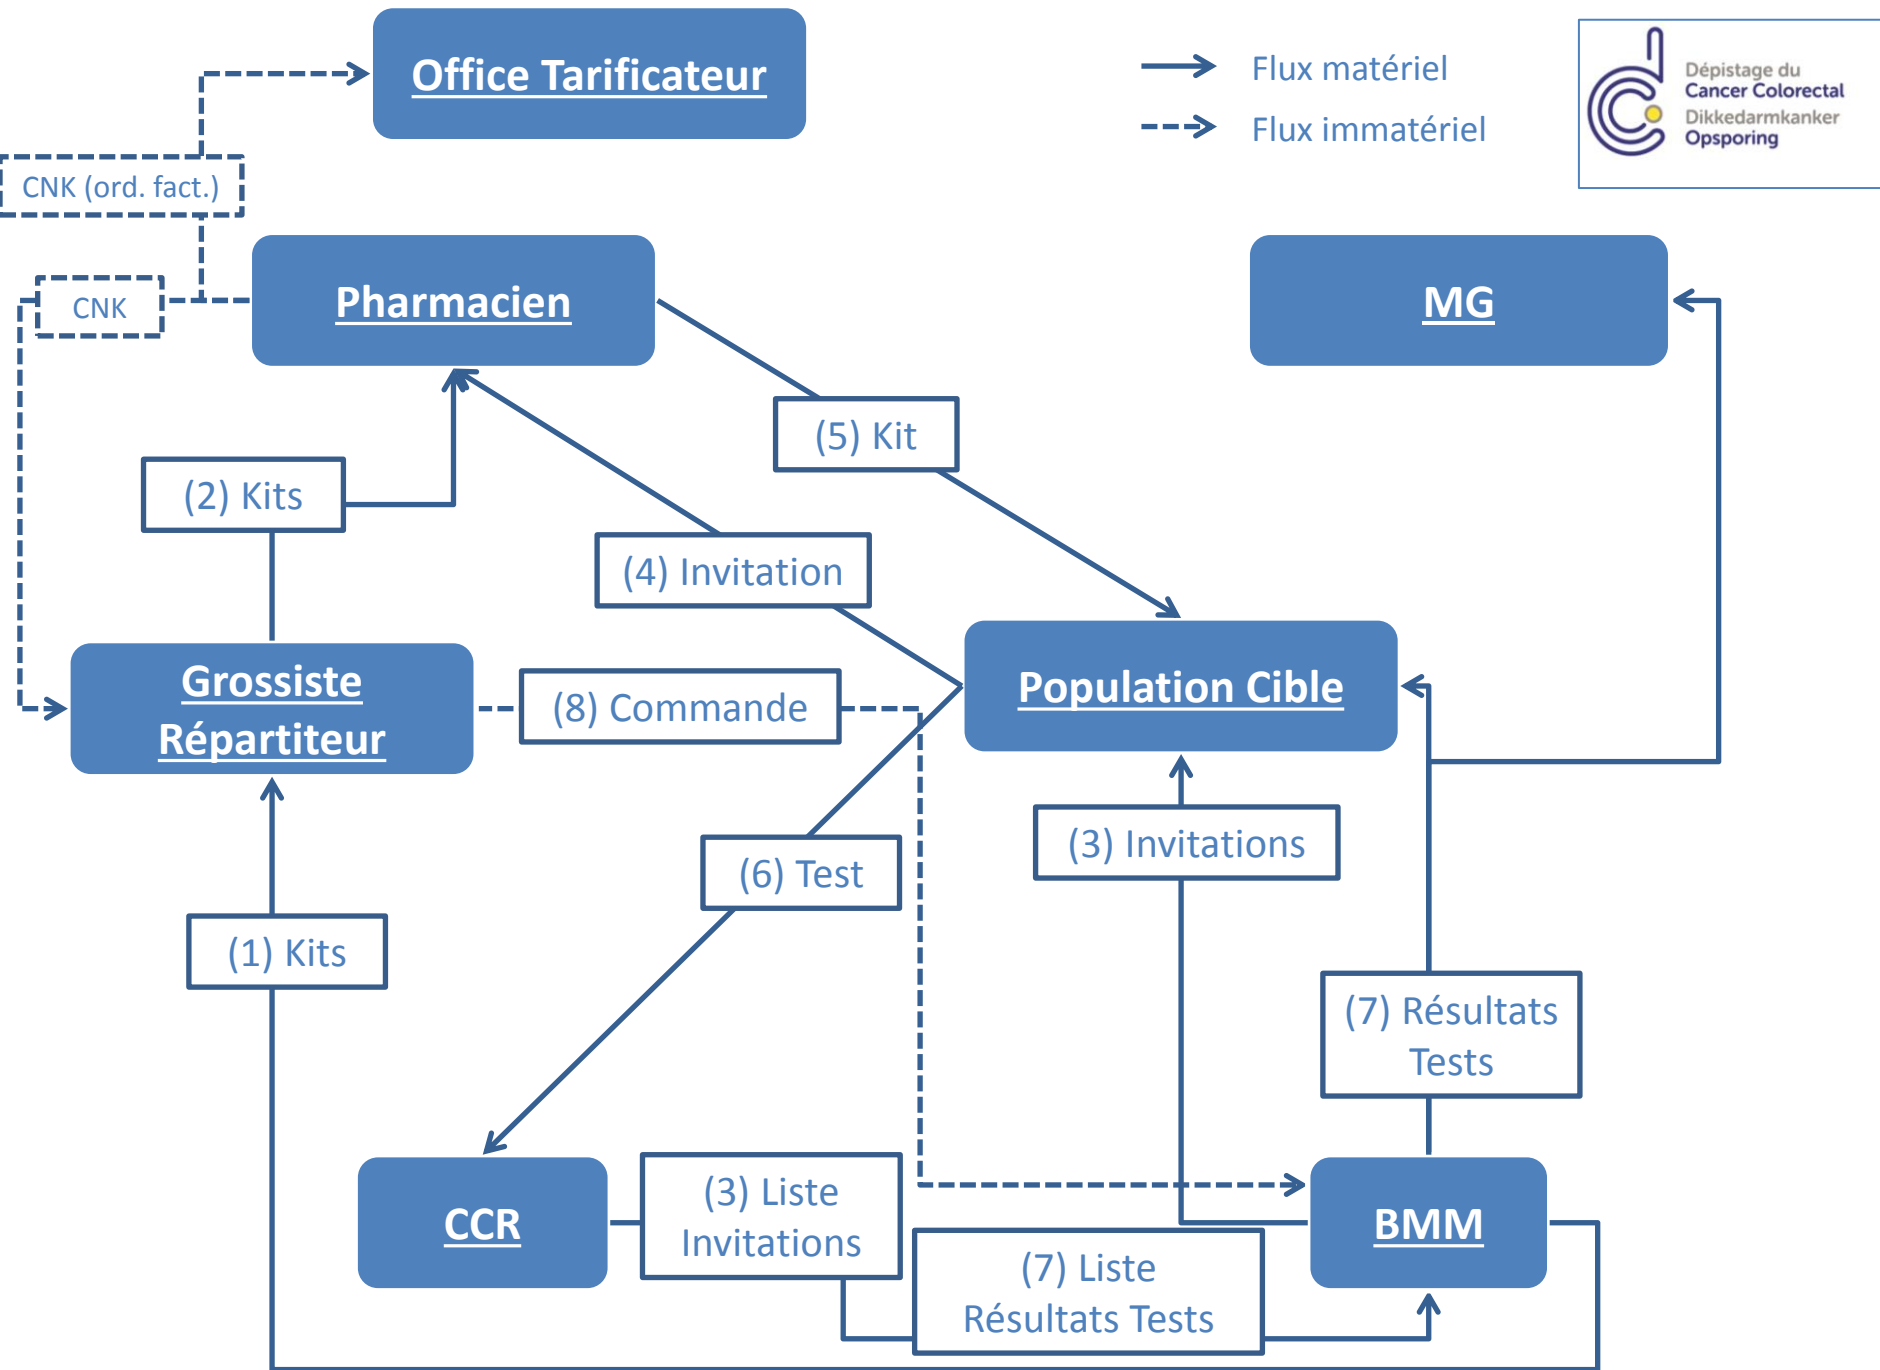 Office Tarificateur
Flux matériel
Flux immatériel
Dépistage du
Cancer Colorectal
Dikkedarmkanker
Opsporing
CNK (ord. fact.)
CNK
Pharmacien
MG
(5) Kit
(2) Kits
(4) Invitation
Grossiste
Répartiteur
(8) Commande
Population Cible
(6) Test
(3) Invitations
(1) Kits
(7) Résultats
Tests
CCR
(3) Liste
Invitations
(7) Liste
Résultats Tests
BMM